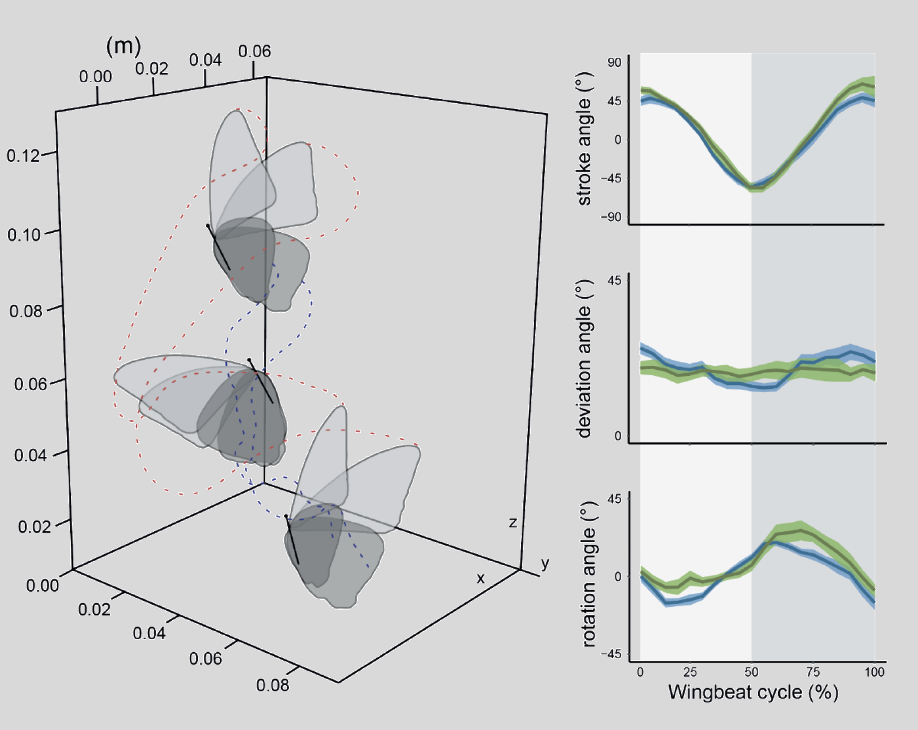 (m)
0.00 0.02 0.04 0.06
0.12
0.10
0.08
0.06
0.04
0.02
0.00
0.02
0.04
0.06
0.08
z
y
x
stroke angle (°)
90
45
0
−45
−90
deviation angle (°)
45
0
rotation angle (°)
45
0
−45
0 25 50 75 100
Wingbeat cycle (%)